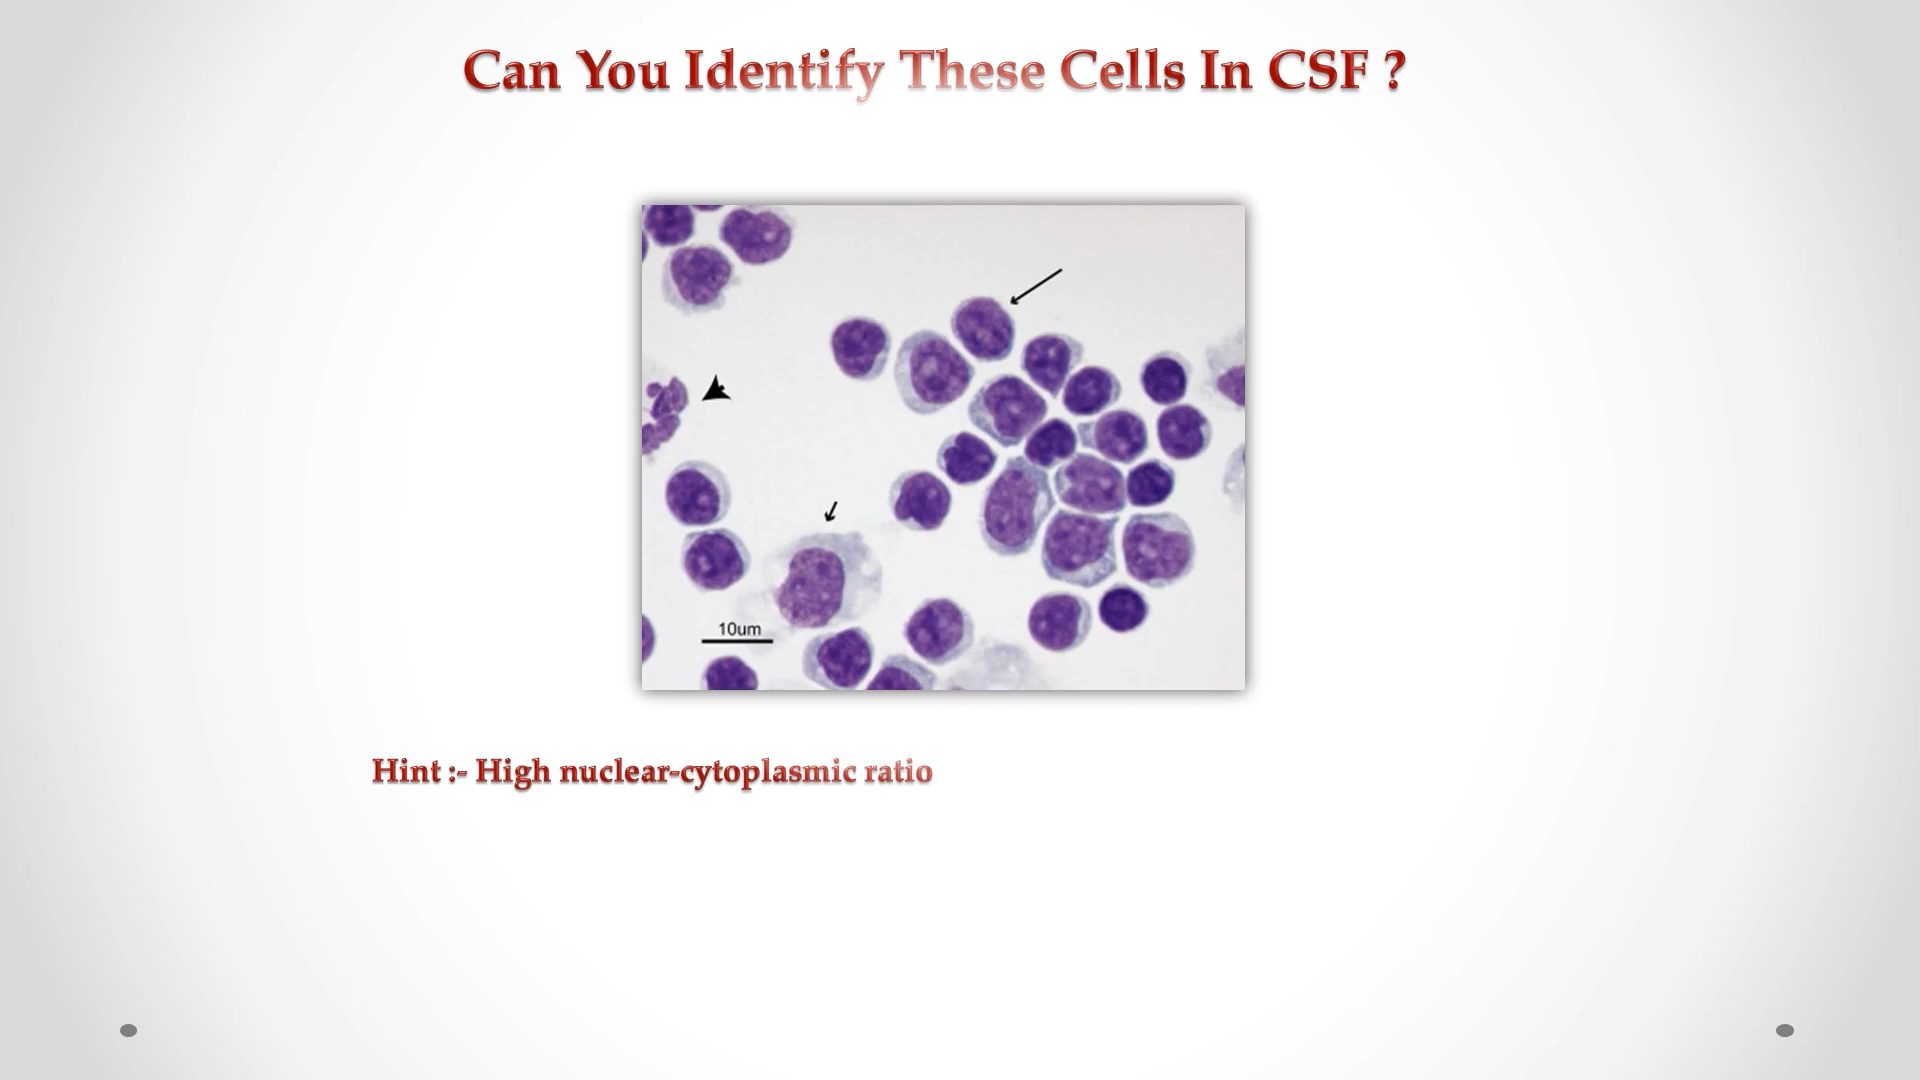 Can You Identify These Cells In CSF ?
10um
Hint :- High nuclear-cytoplasmic ratio